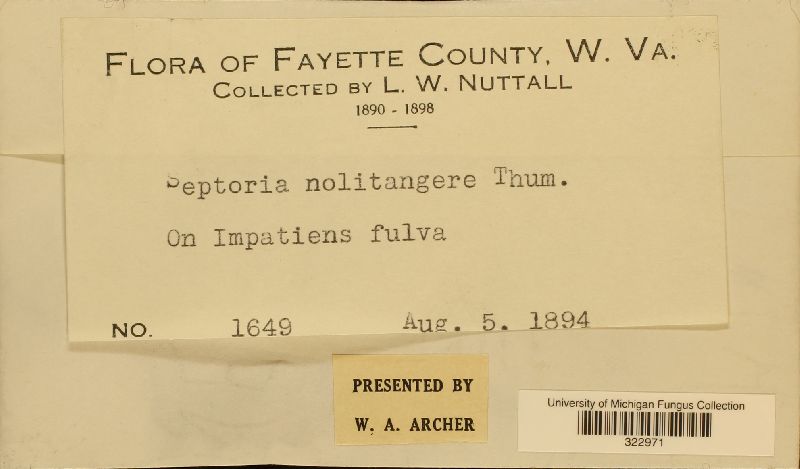 FLORA OF FAYETTE COUNTY, W. VA.
COLLECTED BY L. W. NUTTALL
1890 - 1898
Septoria nolitangere Thum.
On Impatiens fulva
NO. 1649 Aug. 5. 1894
PRESENTED BY
W. A. ARCHER
University of Michigan Fungus Collection
322971